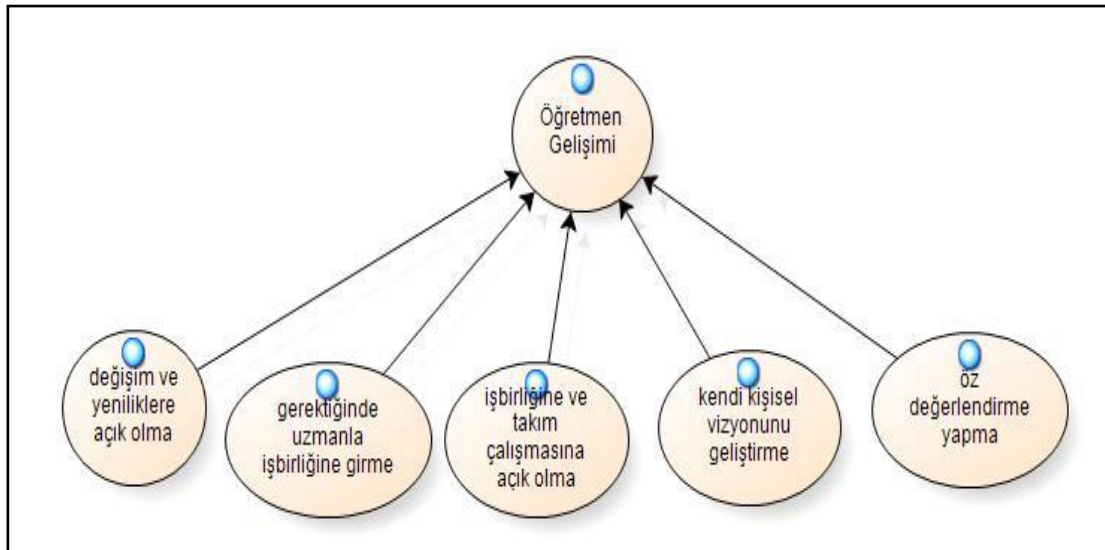 Öğretmen
Gelişimi
değişim ve
yeniliklere
açık olma
gerektiğinde
uzmanla
işbirliğine girme
işbirliğine ve
takım
çalışmasına
açık olma
kendi kişisel
vizyonunu
geliştirme
öz
değerlendirme
yapma